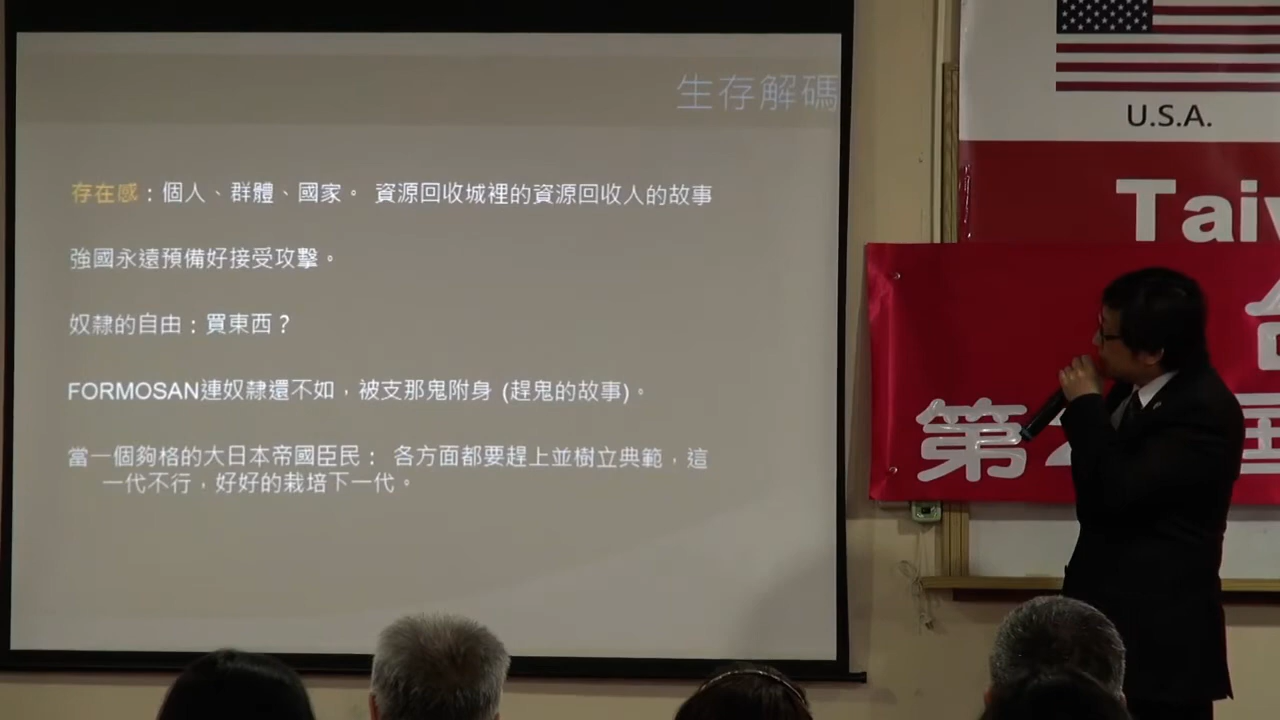 生存解碼
存在感：個人、群體、國家。 資源回收城裡的資源回收人的故事
強國永遠預備好接受攻擊。
奴隸的自由：買東西？
FORMOSAN連奴隸還不如，被支那鬼附身 (趕鬼的故事)。
當一個夠格的大日本帝國臣民： 各方面都要趕上並樹立典範，這
一代不行，好好的栽培下一代。
U.S.A.
Tai
第